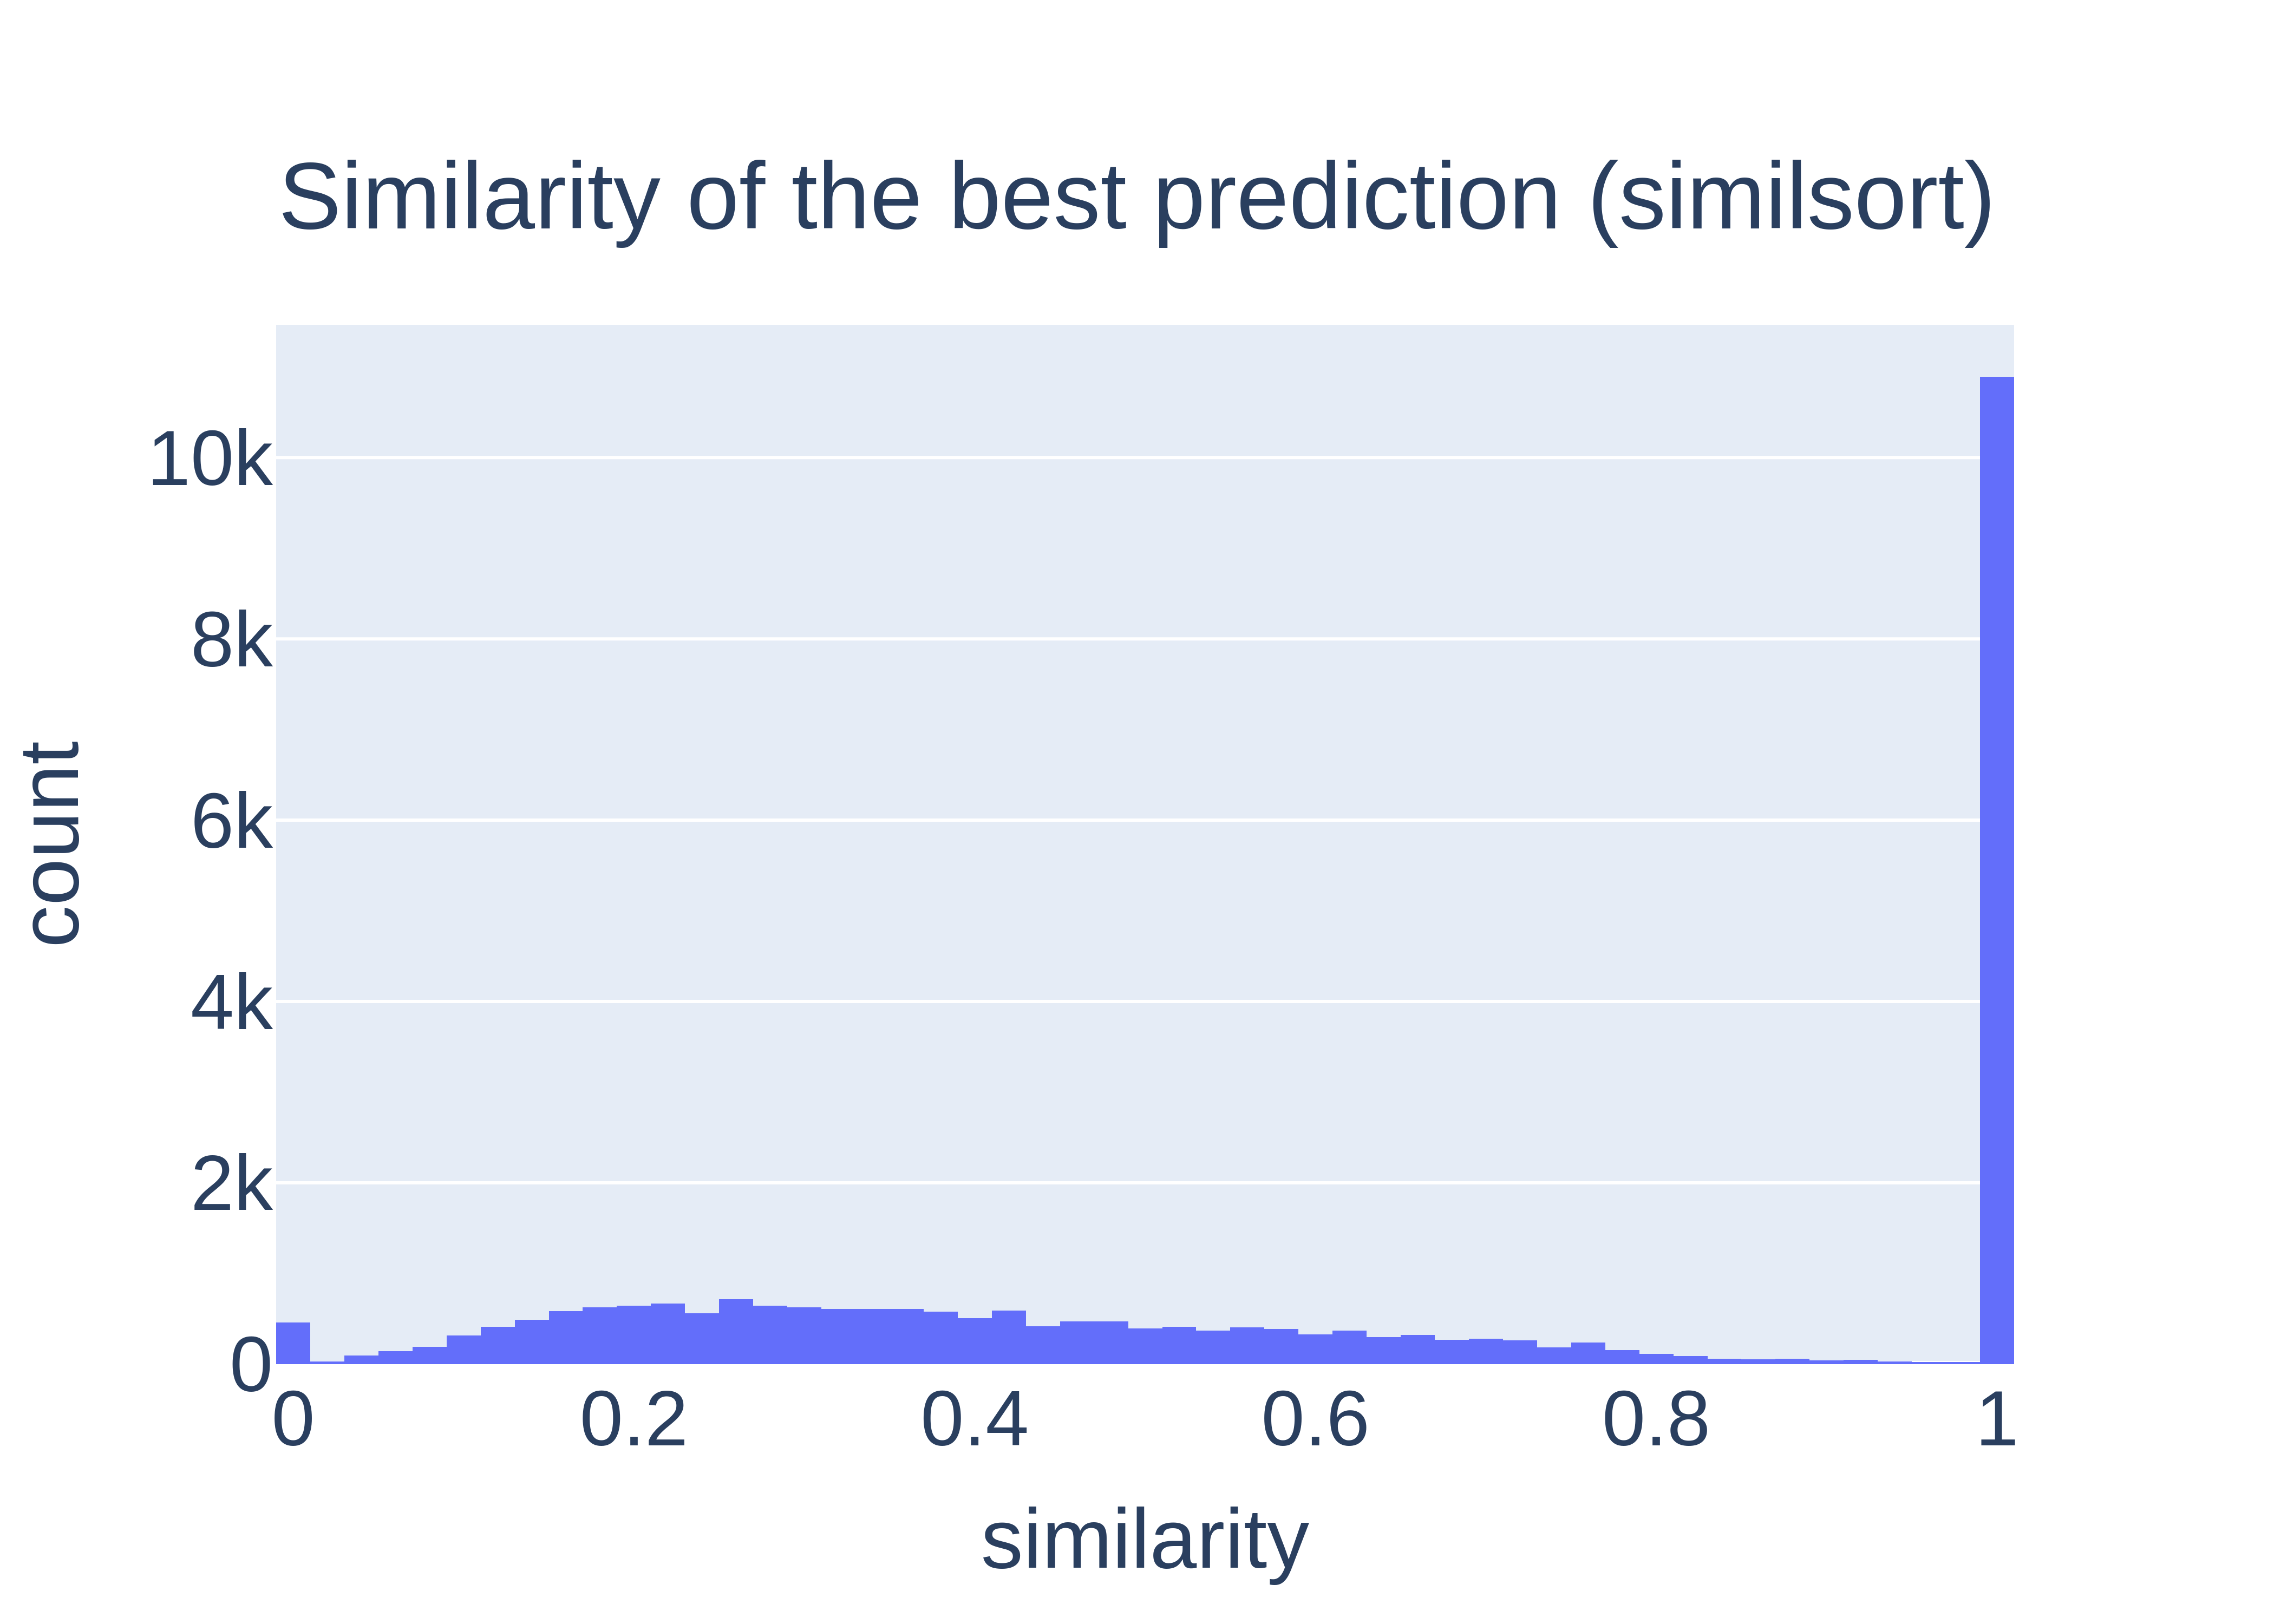 Similarity of the best prediction (similsort)
10k
8k
6k
4k
2k
0
count
0 0.2 0.4 0.6 0.8 1
similarity